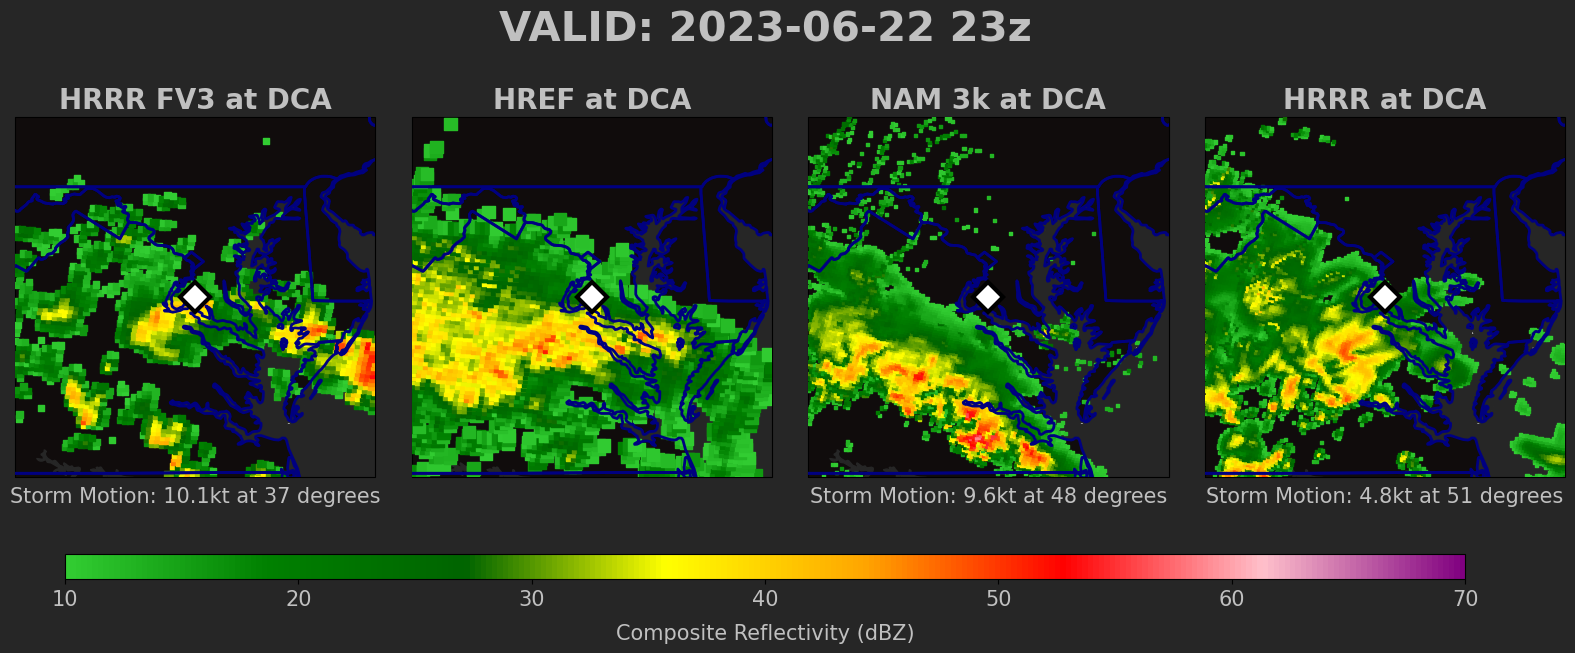 VALID: 2023-06-22 23z
HRRR FV3 at DCA
HREF at DCA
NAM 3k at DCA
HRRR at DCA
Storm Motion: 10.1kt at 37 degrees
Storm Motion: 9.6kt at 48 degrees
Storm Motion: 4.8kt at 51 degrees
10 20 30 40 50 60 70
Composite Reflectivity (dBZ)